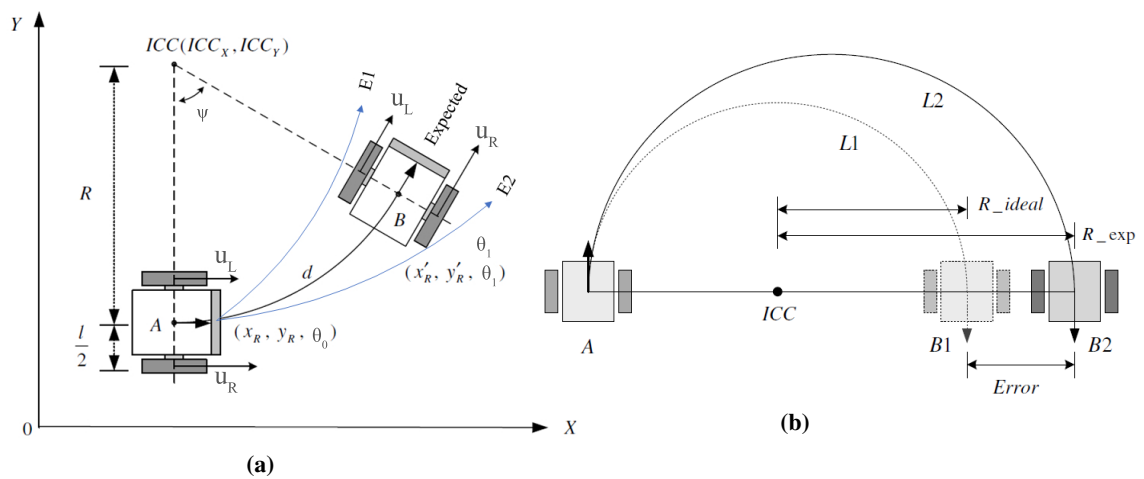 Y
ICC(ICC_X, ICC_Y)
Ψ
E1
u_L
Expected
u_R
E2
R
B
θ_1
d
(x'_R, y'_R, θ_1)
u_L
A
(x_R, y_R, θ_0)
l/2
u_R
0
X
(a)
L2
L1
R_ideal
R_exp
ICC
A
B1
B2
Error
(b)